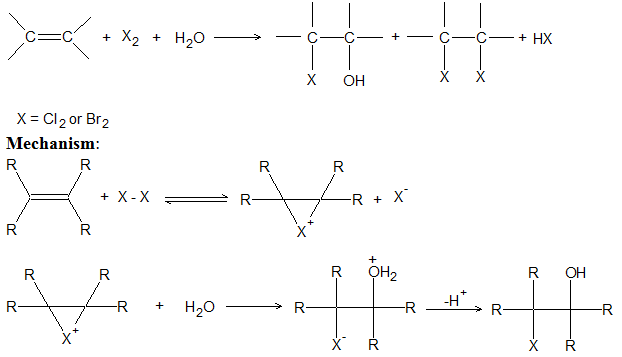 C C + X2 + H2O C C + C C + HX
X OH X X
X = Cl2 or Br2
Mechanism:
R R R R
+ X - X R R + X-
R R X+
R R R +OH2 R OH
R R + H2O R R -H+ R R
X+ X- R X R